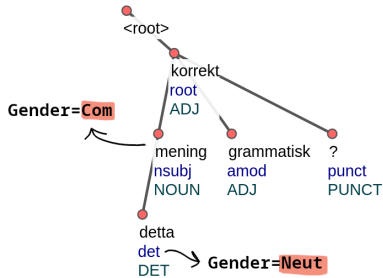 <root>
korrekt
root
ADJ
Gender=Com
mening
nsubj
NOUN
grammatisk
amod
ADJ
?
punct
PUNCT
detta
det
DET
Gender=Neut